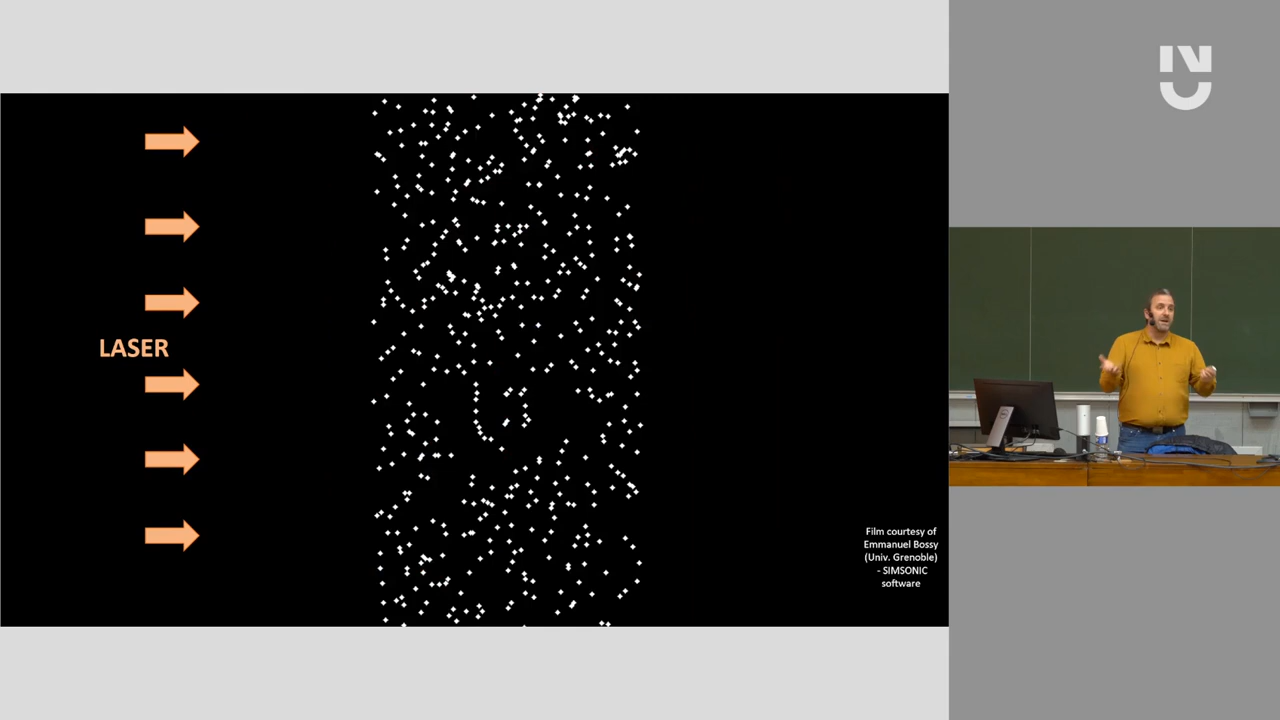 LASER
Film courtesy of
Emmanuel Bossy
(Univ. Grenoble)
- SIMSONIC
software